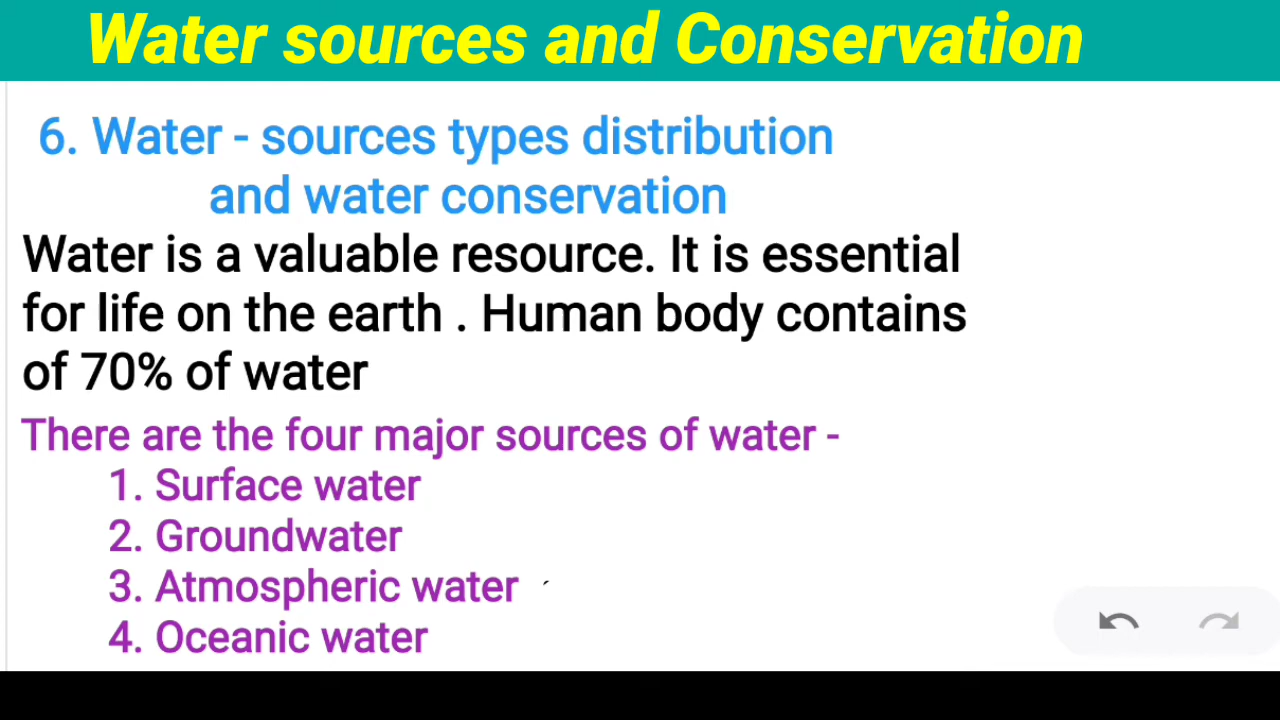 Water sources and Conservation
6. Water - sources types distribution
and water conservation
Water is a valuable resource. It is essential
for life on the earth . Human body contains
of 70% of water
There are the four major sources of water -
1. Surface water
2. Groundwater
3. Atmospheric water
4. Oceanic water